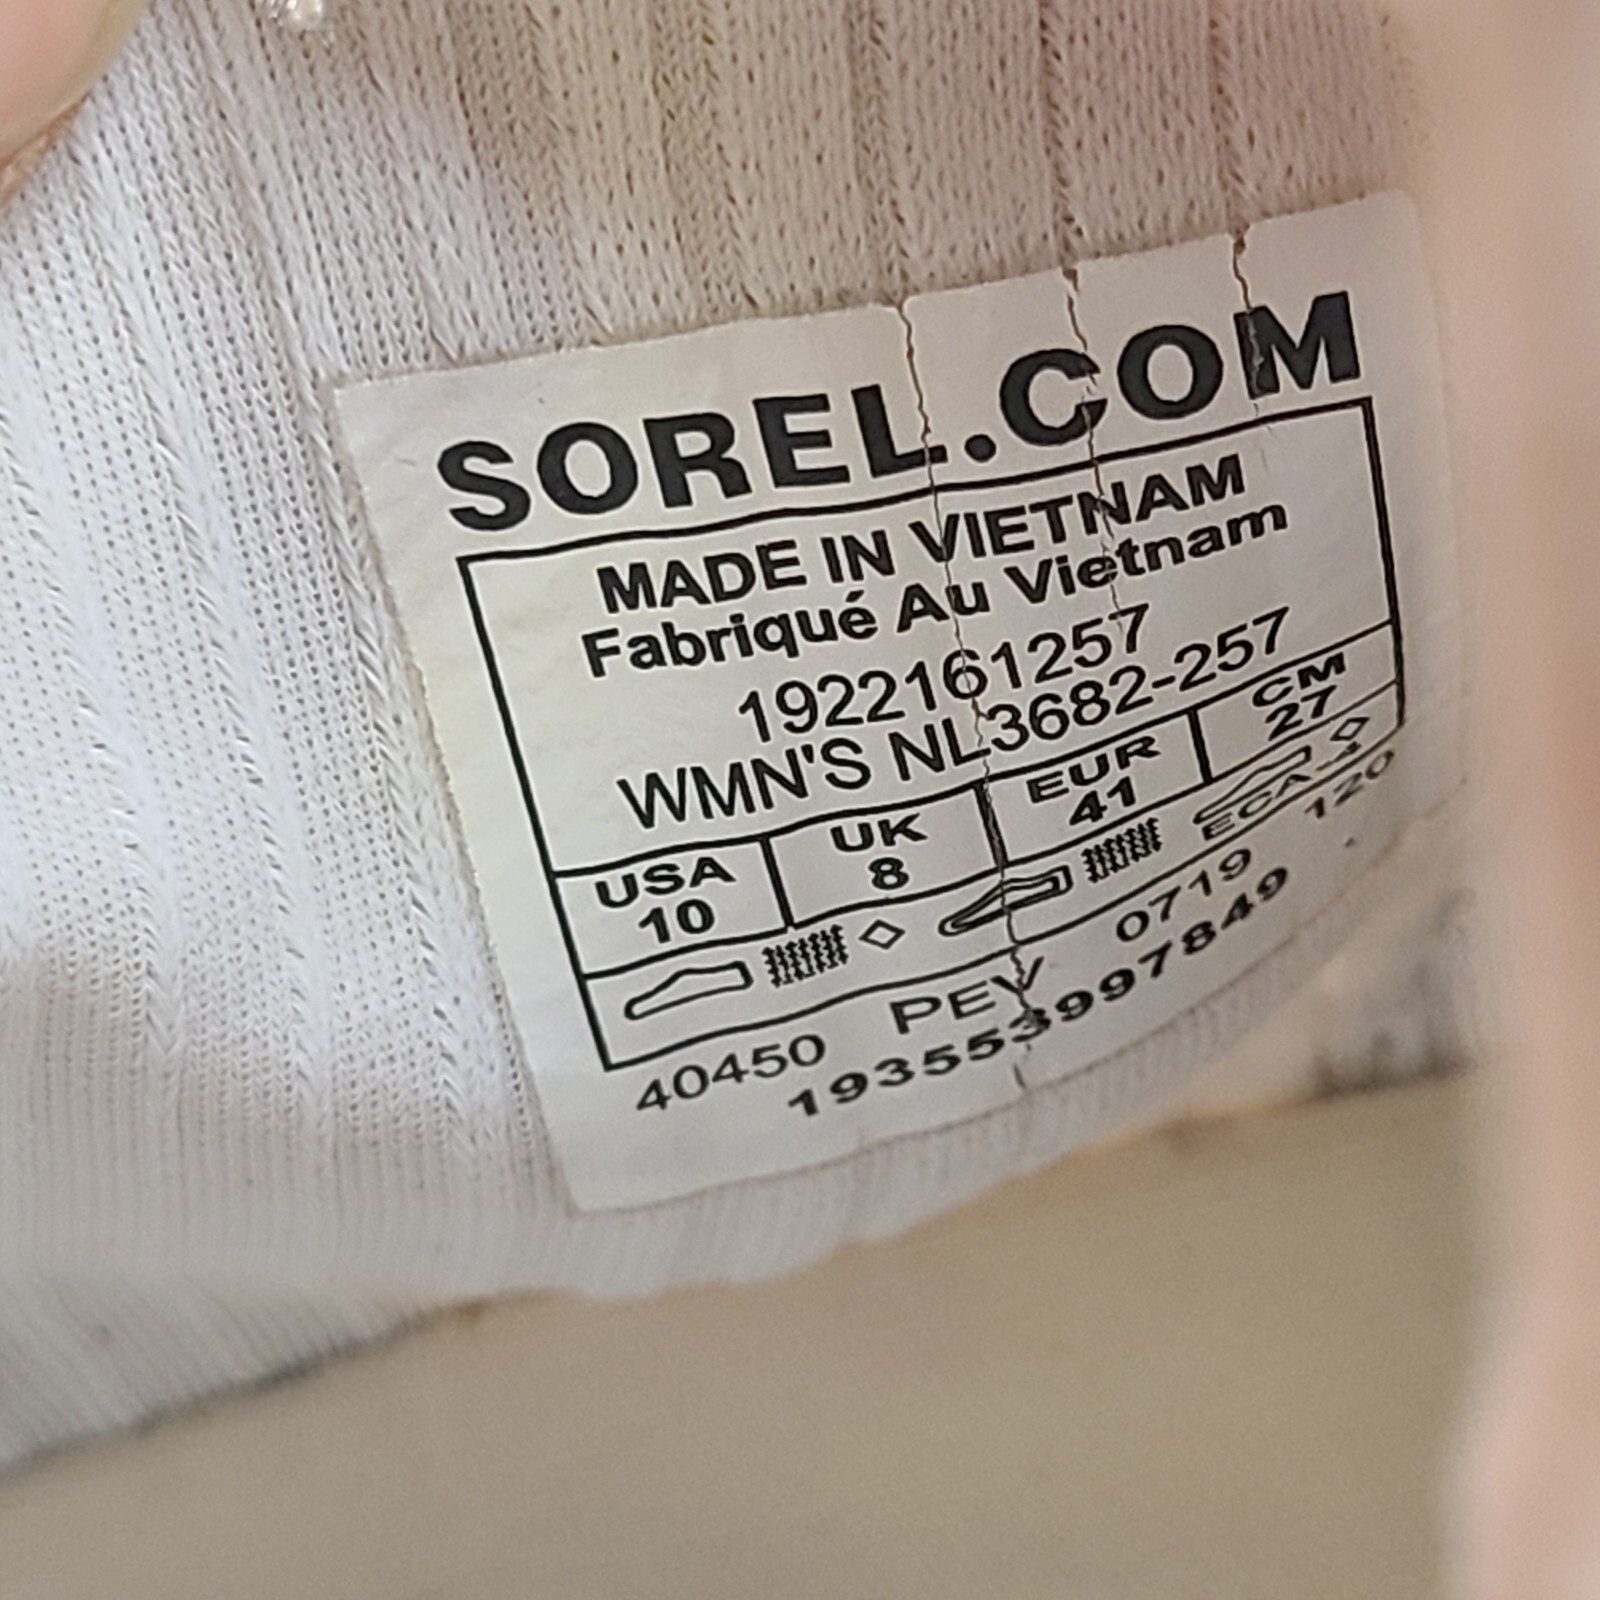 SOREL.COM
MADE IN VIETNAM
Fabriqué Au Vietnam
1922161257
WMN'S NL3682-257
USA UK EUR CM
10 8 41 27
ECA-4
40450 PEV 0719 120
193553997849